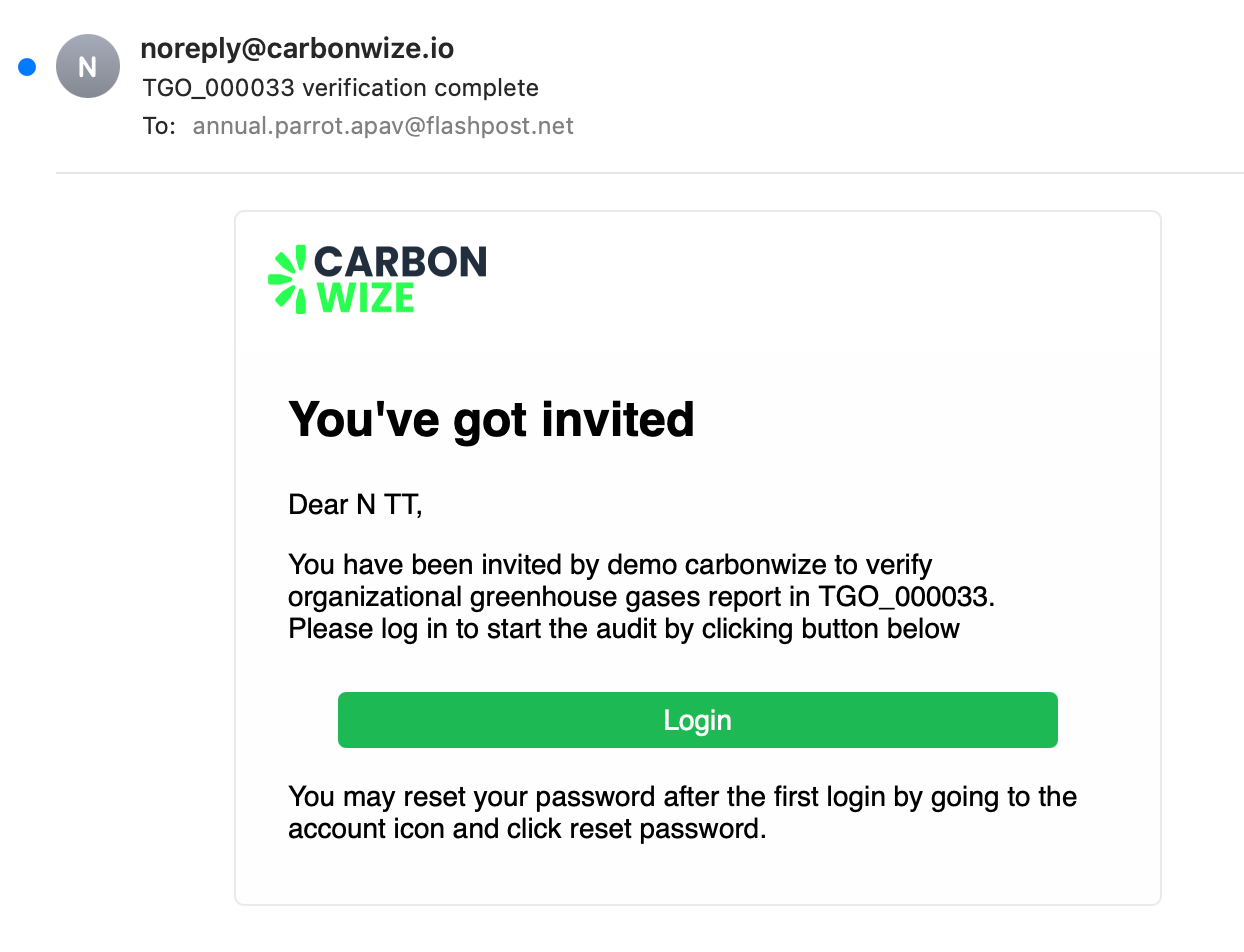 N
noreply@carbonwize.io
TGO_000033 verification complete
To: annual.parrot.apav@flashpost.net
CARBON
WIZE
You've got invited
Dear N TT,
You have been invited by demo carbonwize to verify
organizational greenhouse gases report in TGO_000033.
Please log in to start the audit by clicking button below
Login
You may reset your password after the first login by going to the
account icon and click reset password.